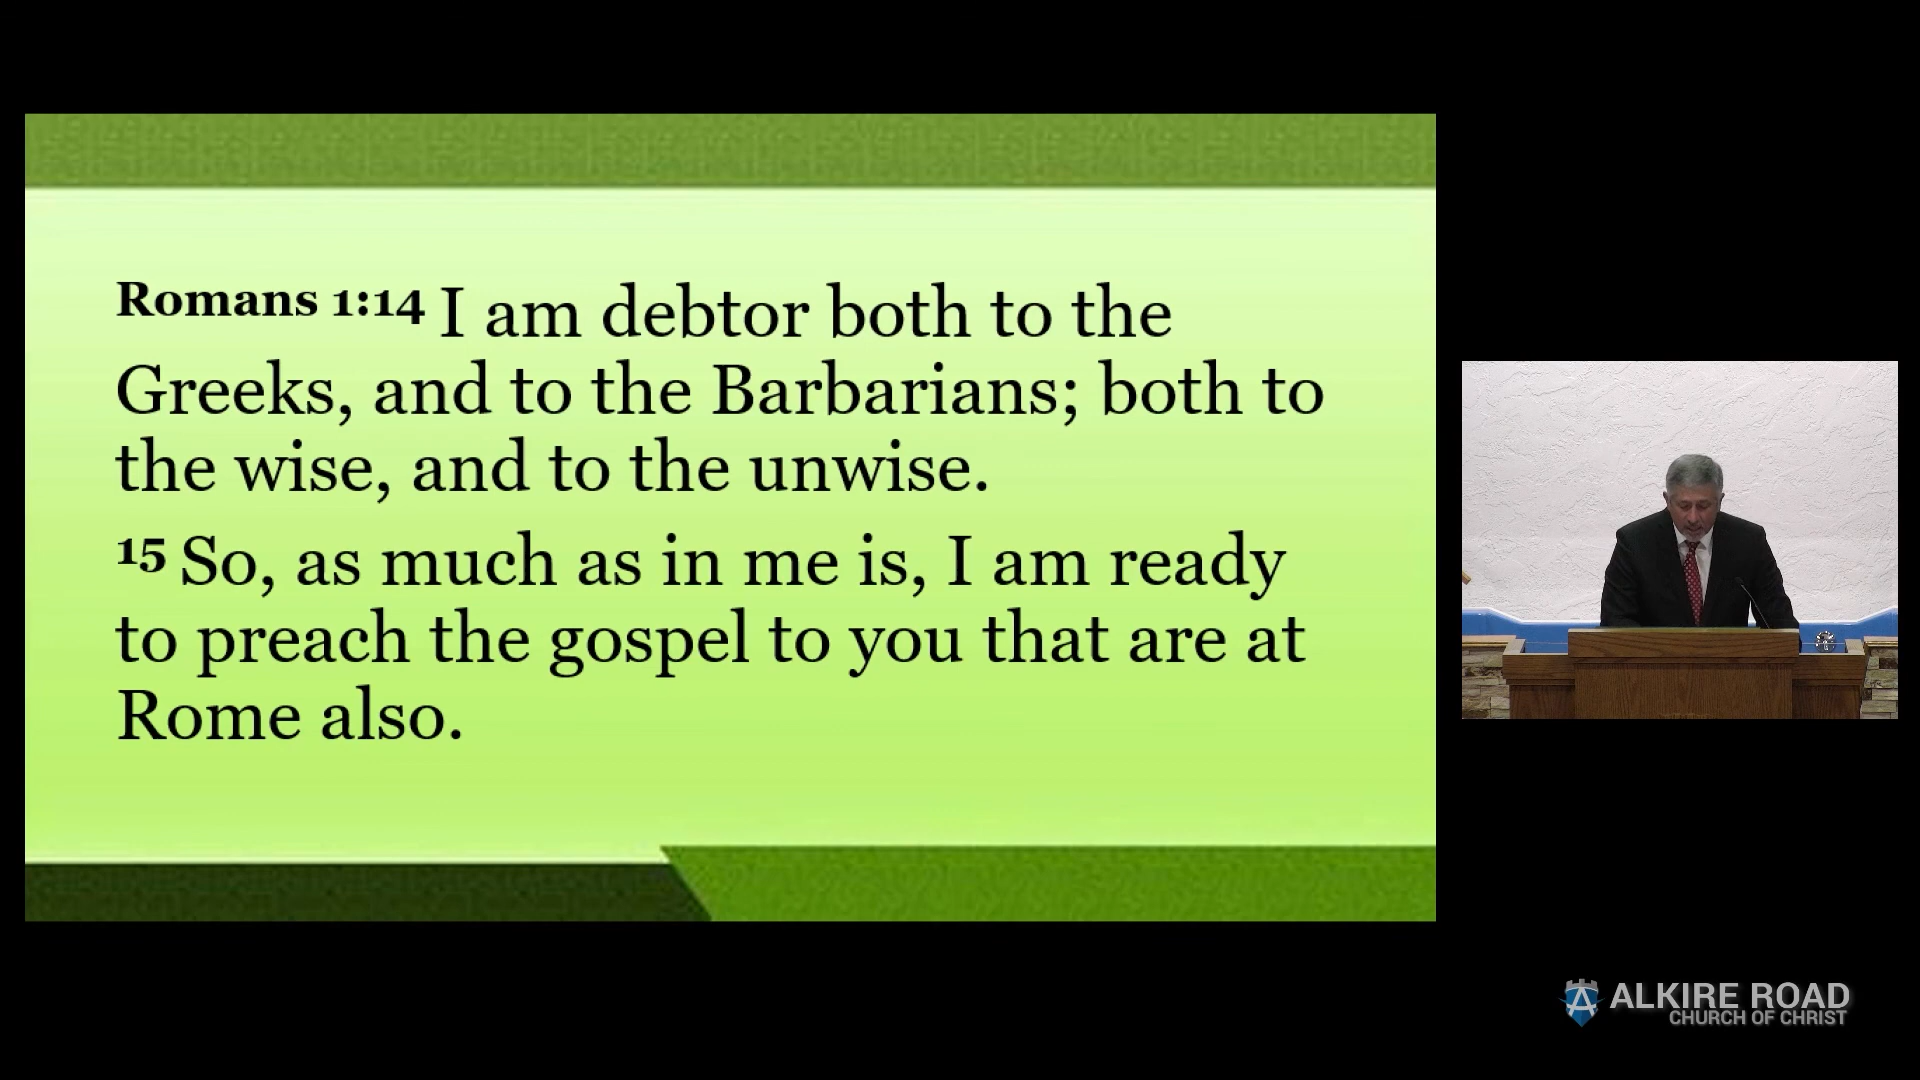 Romans 1:14 I am debtor both to the
Greeks, and to the Barbarians; both to
the wise, and to the unwise.
15 So, as much as in me is, I am ready
to preach the gospel to you that are at
Rome also.
ALKIRE ROAD
CHURCH OF CHRIST